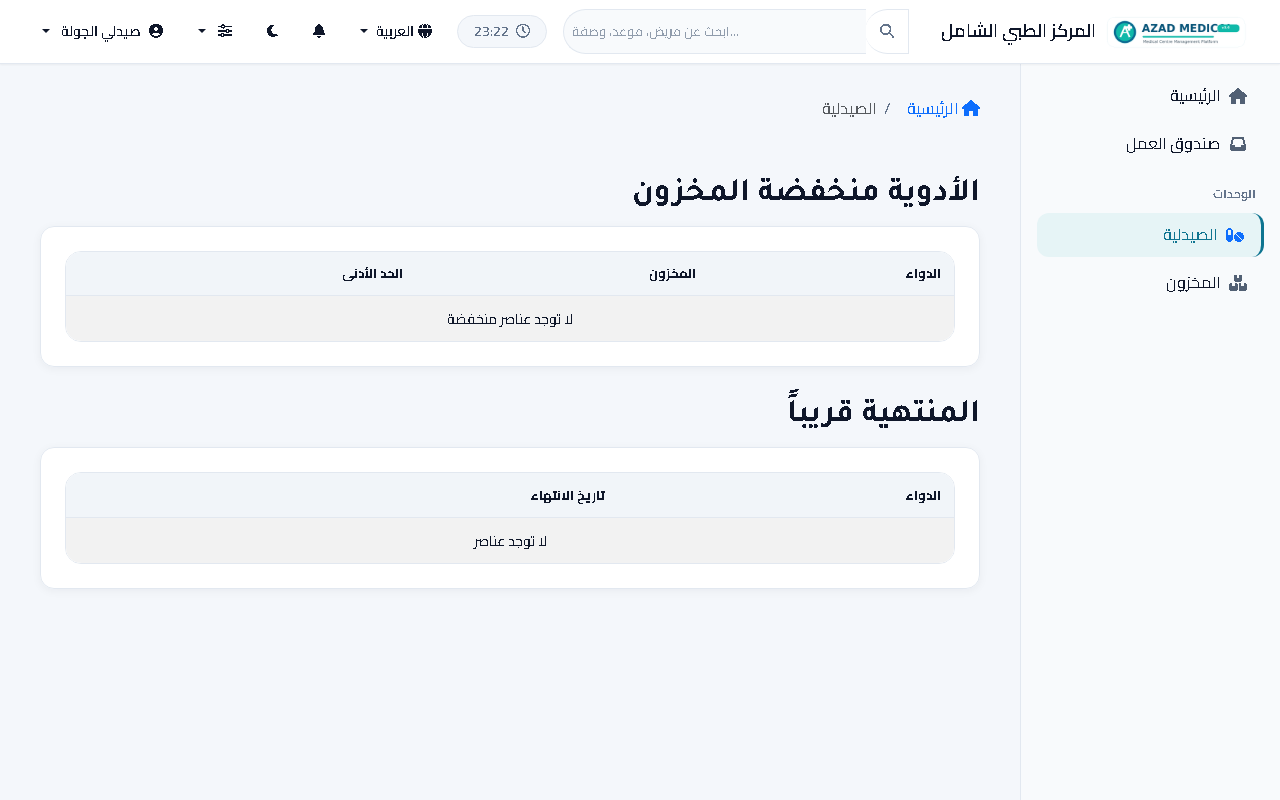 AZAD MEDIC
Medical Centre Management Platform
المركز الطبي الشامل
ابحث عن مريض، موعد، وصفة...
23:22
العربية
صيدلي الجولة
الرئيسية
صندوق العمل
الوحدات
الصيدلية
المخزون
الرئيسية / الصيدلية
الأدوية منخفضة المخزون
الدواء المخزون الحد الأدنى
لا توجد عناصر منخفضة
المنتهية قريباً
الدواء تاريخ الانتهاء
لا توجد عناصر